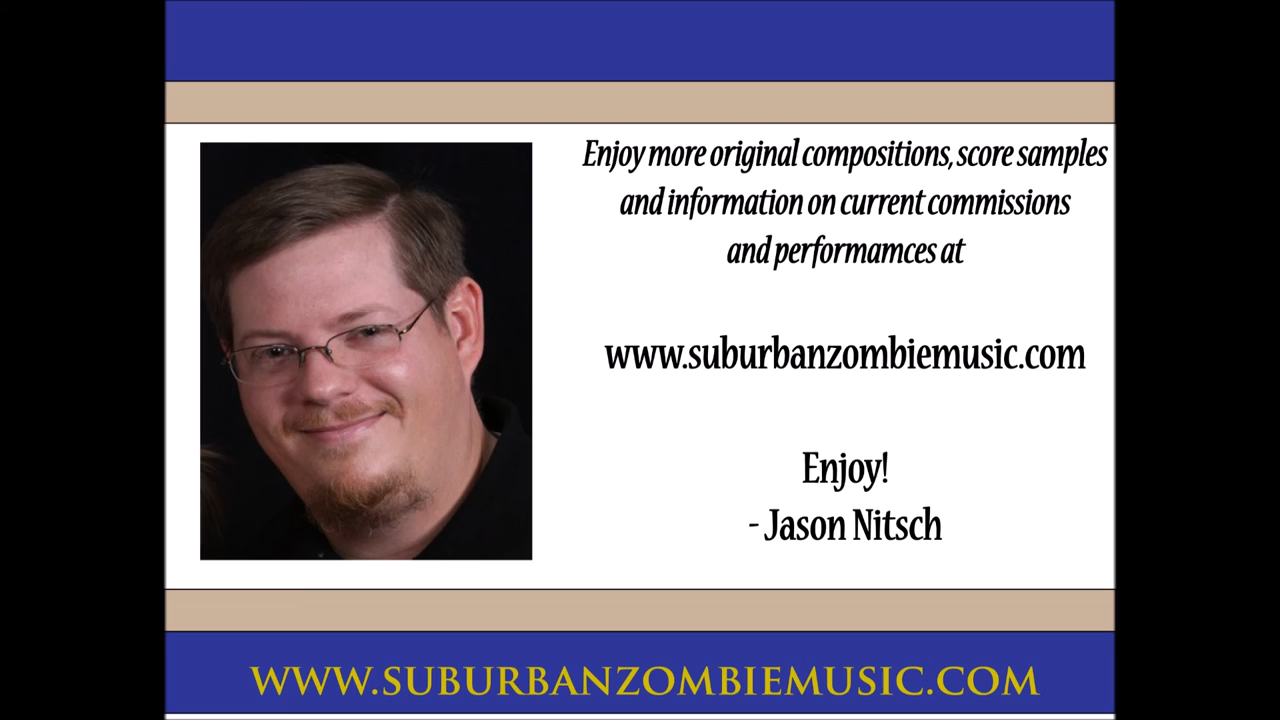 Enjoy more original compositions, score samples
and information on current commissions
and performamces at
www.suburbanzombiemusic.com
Enjoy!
- Jason Nitsch
WWW.SUBURBANZOMBIEMUSIC.COM